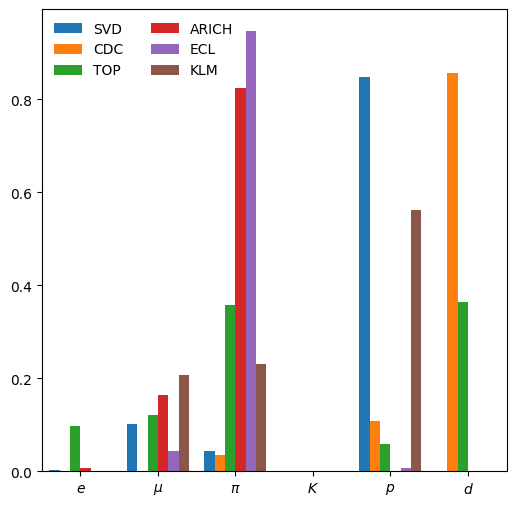 SVD ARICH
CDC ECL
TOP KLM
0.8
0.6
0.4
0.2
0.0
e μ π K p d